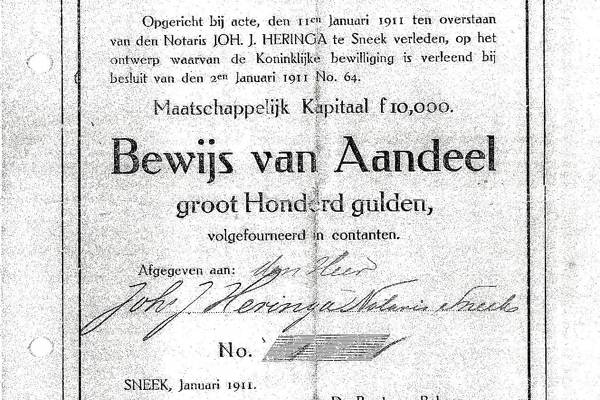 Opgericht bij acte, den 11en Januari 1911 ten overstaan
van den Notaris JOH. J. HERINGA te Sneek verleden, op het
ontwerp waarvan de Koninklijke bewilliging is verleend bij
besluit van den 2en Januari 1911 No. 64.
Maatschappelijk Kapitaal f 10,000.
Bewijs van Aandeel
groot Honderd gulden,
volgefourneerd in contanten.
Afgegeven aan: den Heer
Joh. J. Heringa Notaris Sneek
No. 1
SNEEK, Januari 1911.